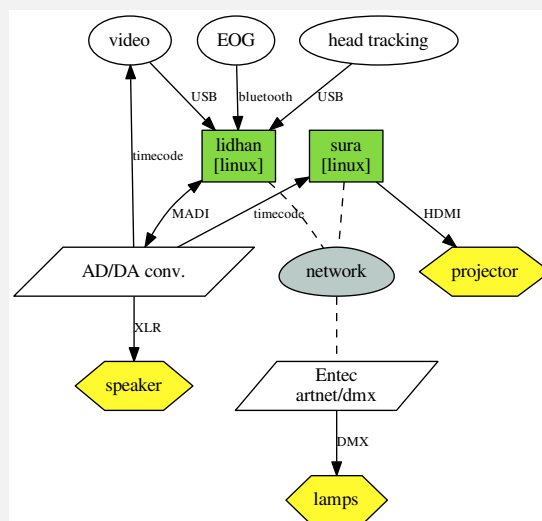 video
EOG
head tracking
USB
bluetooth
USB
lidhan
[linux]
sura
[linux]
timecode
MADI
timecode
HDMI
AD/DA conv.
network
projector
XLR
speaker
Entec
artnet/dmx
DMX
lamps